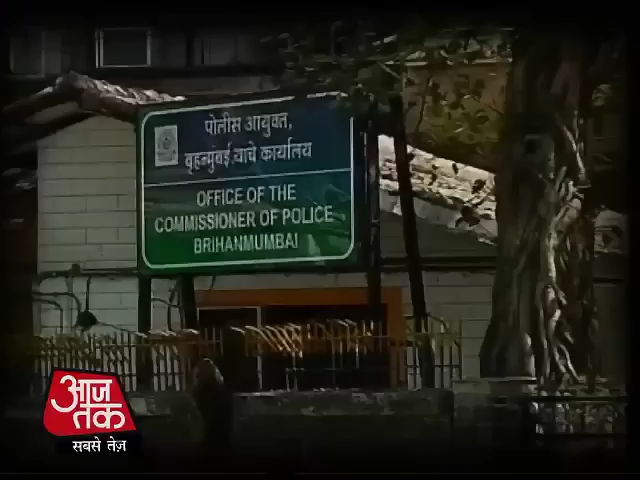 पोलीस आयुक्त,
बृहन्मुंबई यांचे कार्यालय
OFFICE OF THE
COMMISSIONER OF POLICE
BRIHANMUMBAI
आज
तक
सबसे तेज़